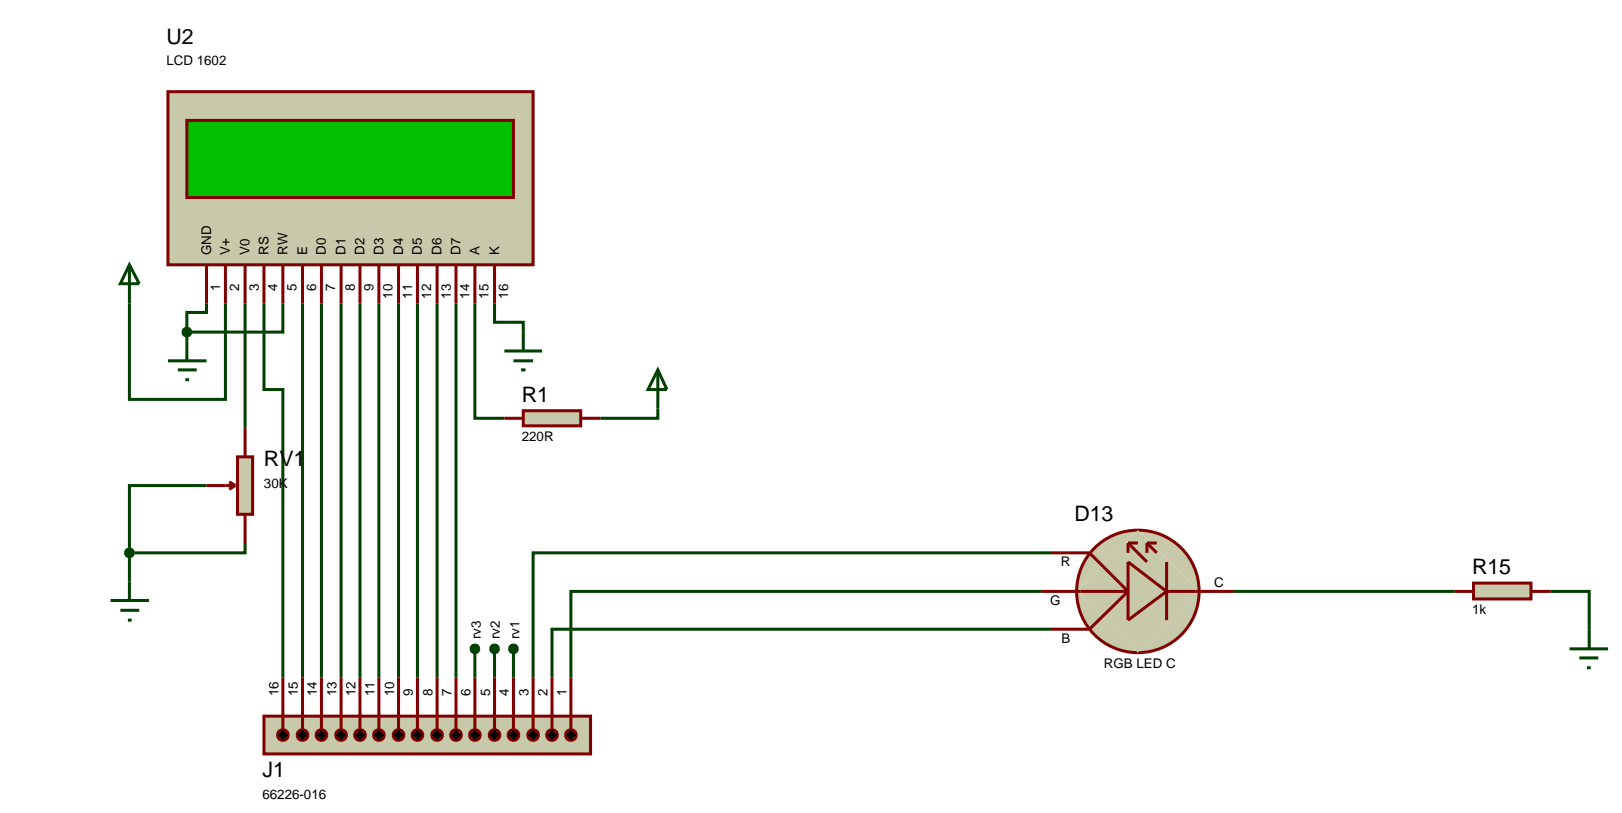 U2
LCD 1602
GND
V+
V0
RS
RW
E
D0
D1
D2
D3
D4
D5
D6
D7
A
K
1
2
3
4
5
6
7
8
9
10
11
12
13
14
15
16
R1
220R
RV1
30K
D13
R
G
B
C
RGB LED C
R15
1k
rv3
rv2
rv1
16
15
14
13
12
11
10
9
8
7
6
5
4
3
2
1
J1
66226-016